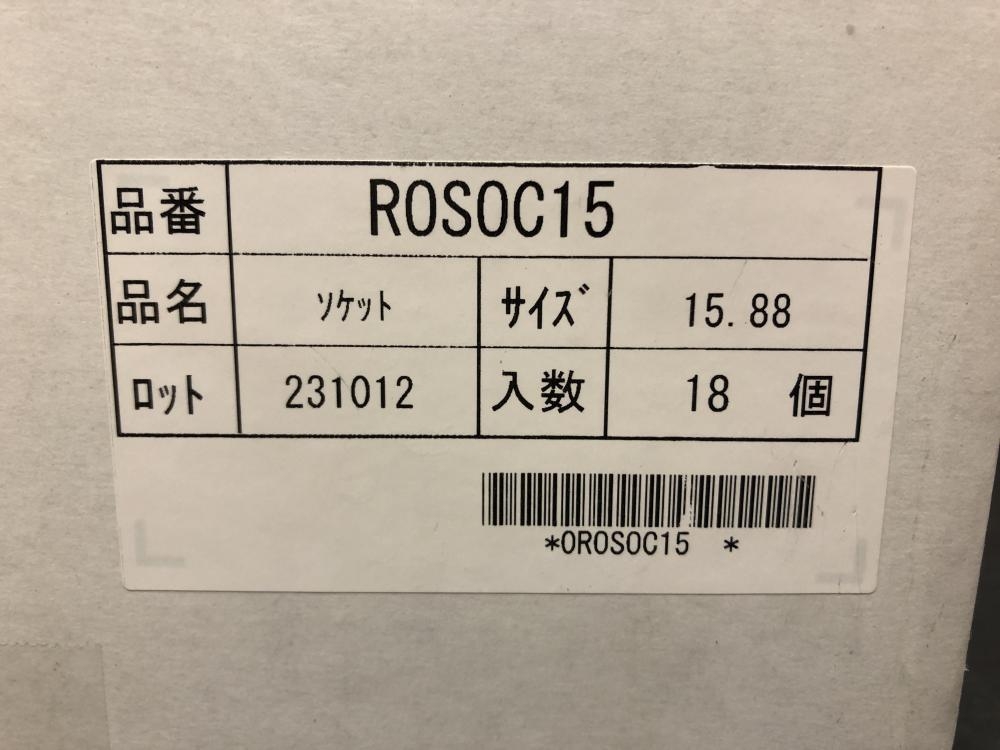 品番 ROSOC15
品名 ソケット サイズ 15.88
ロット 231012 入数 18 個
*OROSOC15 *